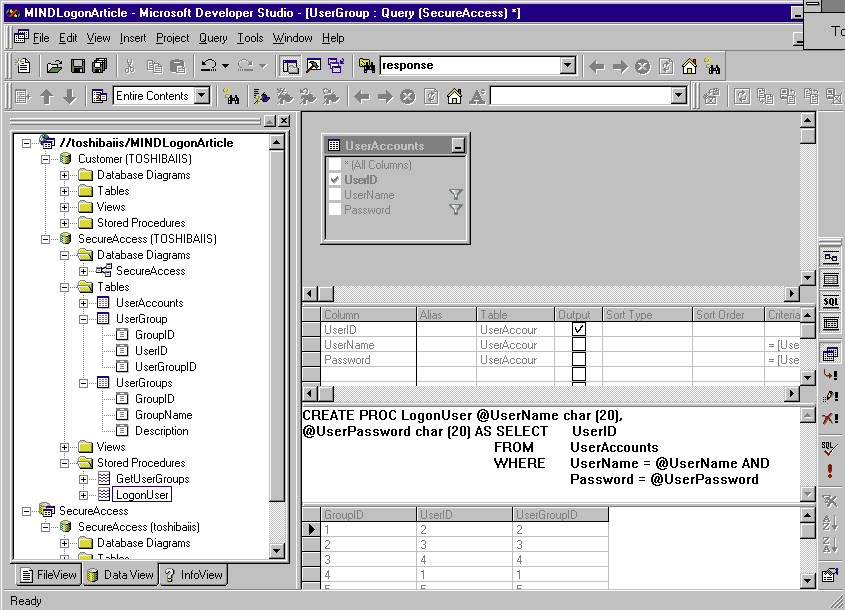 MINDLogonArticle - Microsoft Developer Studio - [UserGroup : Query (SecureAccess) *]
File Edit View Insert Project Query Tools Window Help
To
response
Entire Contents
//toshibaiis/MINDLogonArticle
Customer (TOSHIBAIIS)
Database Diagrams
Tables
Views
Stored Procedures
SecureAccess (TOSHIBAIIS)
Database Diagrams
SecureAccess
Tables
UserAccounts
UserGroup
GroupID
UserID
UserGroupID
UserGroups
GroupID
GroupName
Description
Views
Stored Procedures
GetUserGroups
LogonUser
SecureAccess
SecureAccess (toshibaiis)
Database Diagrams
Tables
FileView Data View InfoView
UserAccounts
* (All Columns)
UserID
UserName
Password
Column Alias Table Output Sort Type Sort Order Criteria
UserID UserAccour
UserName UserAccour = [Use
Password UserAccour = [Use
CREATE PROC LogonUser @UserName char (20),
@UserPassword char (20) AS SELECT UserID
FROM UserAccounts
WHERE UserName = @UserName AND
Password = @UserPassword
GroupID UserID UserGroupID
1 2 2
2 3 3
3 4 4
4 1 1
5 5 5
SQL
SQL
Ready